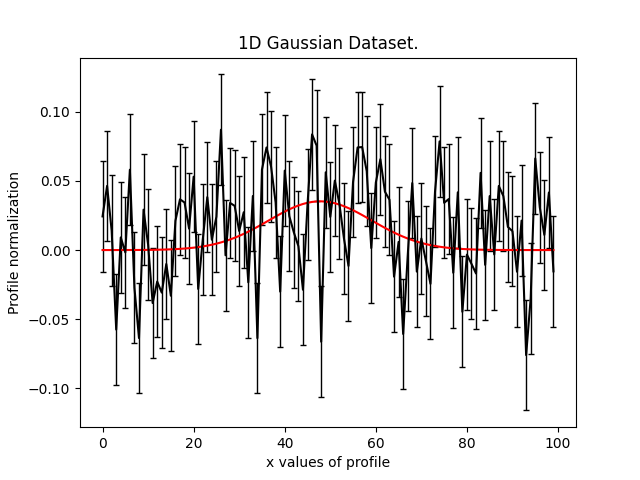 1D Gaussian Dataset.
Profile normalization
0.10
0.05
0.00
−0.05
−0.10
0 20 40 60 80 100
x values of profile